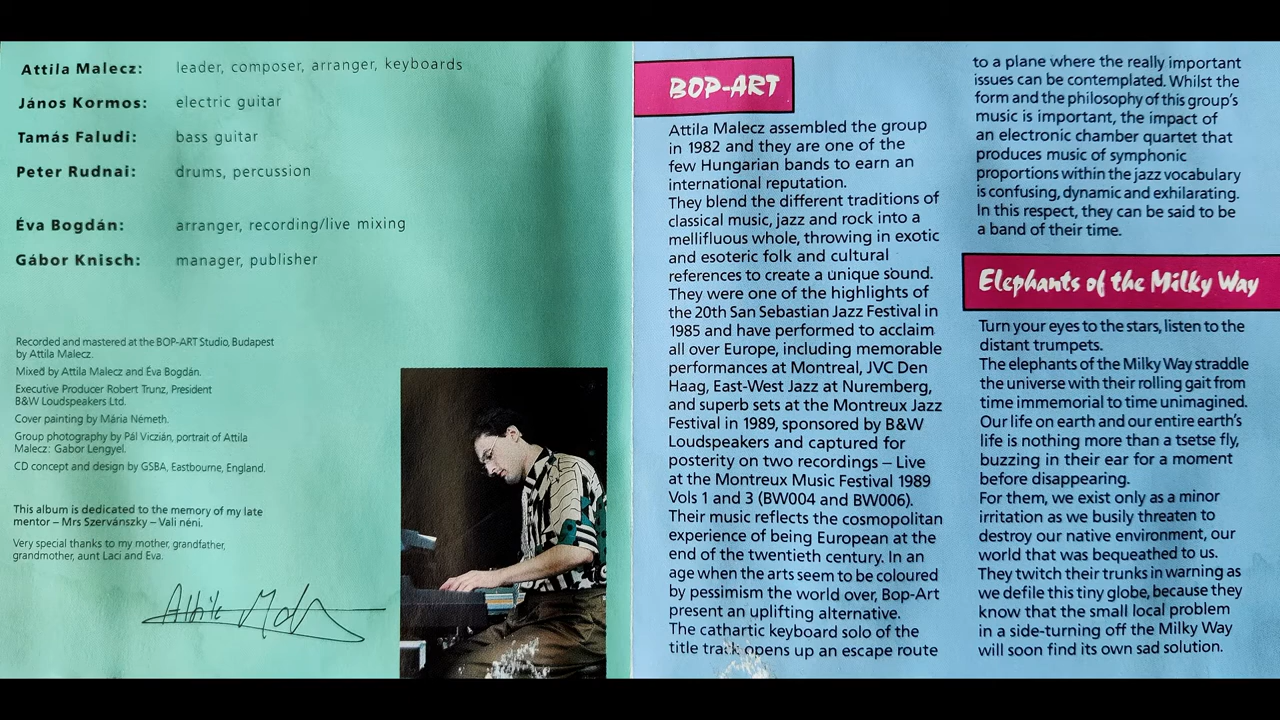 Attila Malecz: leader, composer, arranger, keyboards
János Kormos: electric guitar
Tamás Faludi: bass guitar
Peter Rudnai: drums, percussion
Éva Bogdán: arranger, recording/live mixing
Gábor Knisch: manager, publisher
Recorded and mastered at the BOP-ART Studio, Budapest
by Attila Malecz.
Mixed by Attila Malecz and Éva Bogdán.
Executive Producer Robert Trunz, President
B&W Loudspeakers Ltd.
Cover painting by Mária Németh.
Group photography by Pál Viczián, portrait of Attila
Malecz: Gabor Lengyel.
CD concept and design by GSBA, Eastbourne, England.
This album is dedicated to the memory of my late
mentor – Mrs Szervánszky – Vali néni.
Very special thanks to my mother, grandfather,
grandmother, aunt Laci and Eva.
BOP-ART
Attila Malecz assembled the group
in 1982 and they are one of the
few Hungarian bands to earn an
international reputation.
They blend the different traditions of
classical music, jazz and rock into a
mellifluous whole, throwing in exotic
and esoteric folk and cultural
references to create a unique sound.
They were one of the highlights of
the 20th San Sebastian Jazz Festival in
1985 and have performed to acclaim
all over Europe, including memorable
performances at Montreal, JVC Den
Haag, East-West Jazz at Nuremberg,
and superb sets at the Montreux Jazz
Festival in 1989, sponsored by B&W
Loudspeakers and captured for
posterity on two recordings – Live
at the Montreux Music Festival 1989
Vols 1 and 3 (BW004 and BW006).
Their music reflects the cosmopolitan
experience of being European at the
end of the twentieth century. In an
age when the arts seem to be coloured
by pessimism the world over, Bop-Art
present an uplifting alternative.
The cathartic keyboard solo of the
title track opens up an escape route
to a plane where the really important
issues can be contemplated. Whilst the
form and the philosophy of this group's
music is important, the impact of
an electronic chamber quartet that
produces music of symphonic
proportions within the jazz vocabulary
is confusing, dynamic and exhilarating.
In this respect, they can be said to be
a band of their time.
Elephants of the Milky Way
Turn your eyes to the stars, listen to the
distant trumpets.
The elephants of the Milky Way straddle
the universe with their rolling gait from
time immemorial to time unimagined.
Our life on earth and our entire earth's
life is nothing more than a tsetse fly,
buzzing in their ear for a moment
before disappearing.
For them, we exist only as a minor
irritation as we busily threaten to
destroy our native environment, our
world that was bequeathed to us.
They twitch their trunks in warning as
we defile this tiny globe, because they
know that the small local problem
in a side-turning off the Milky Way
will soon find its own sad solution.